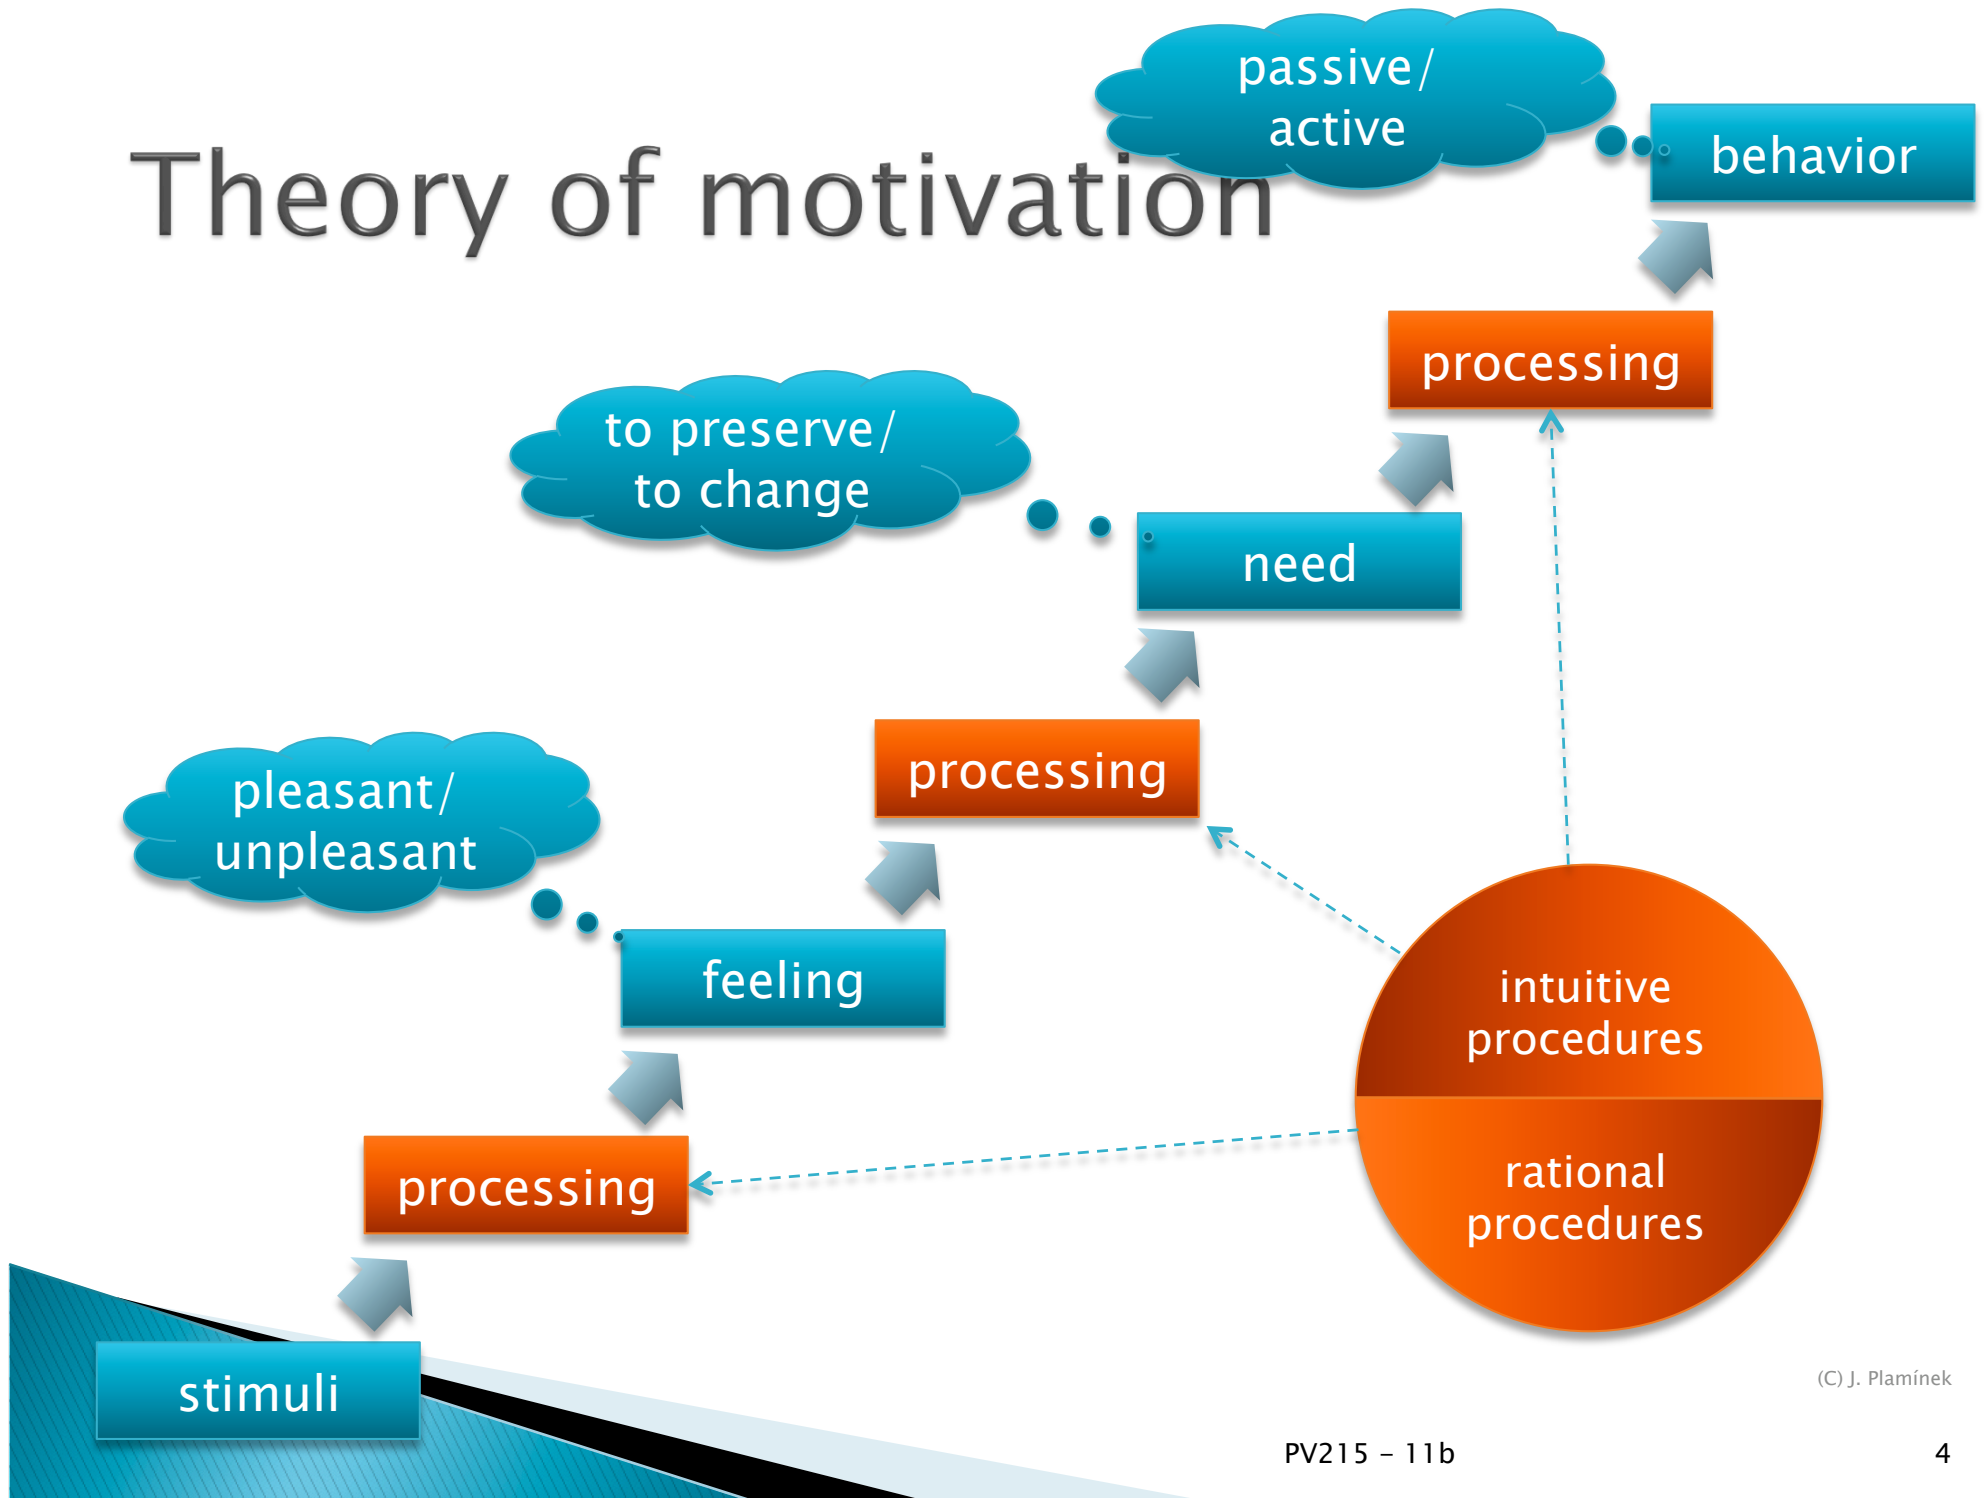 passive/
active
behavior
Theory of motivation
processing
to preserve/
to change
need
processing
pleasant/
unpleasant
feeling
intuitive
procedures
processing
rational
procedures
stimuli
(C) J. Plamínek
PV215 – 11b
4